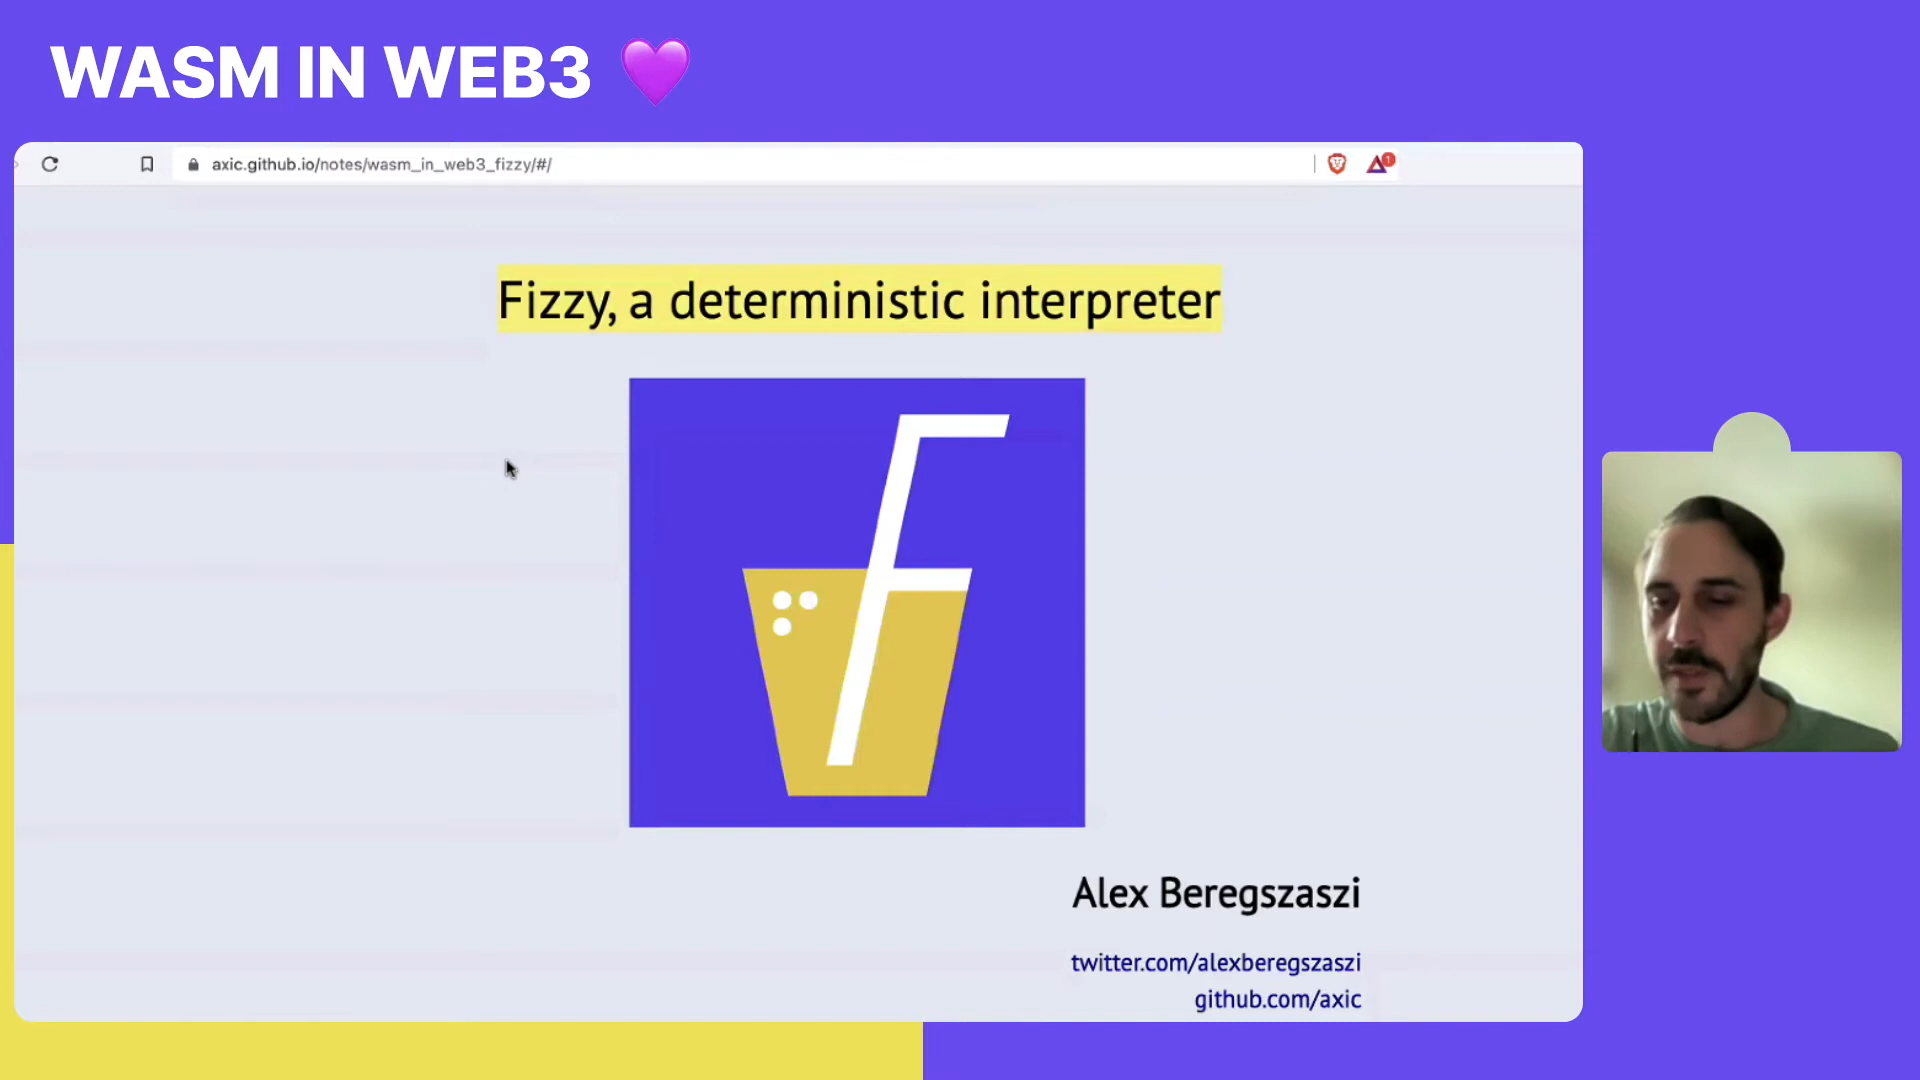 WASM IN WEB3 💜
axic.github.io/notes/wasm_in_web3_fizzy/#/
1
Fizzy, a deterministic interpreter
Alex Beregszaszi
twitter.com/alexberegszaszi
github.com/axic